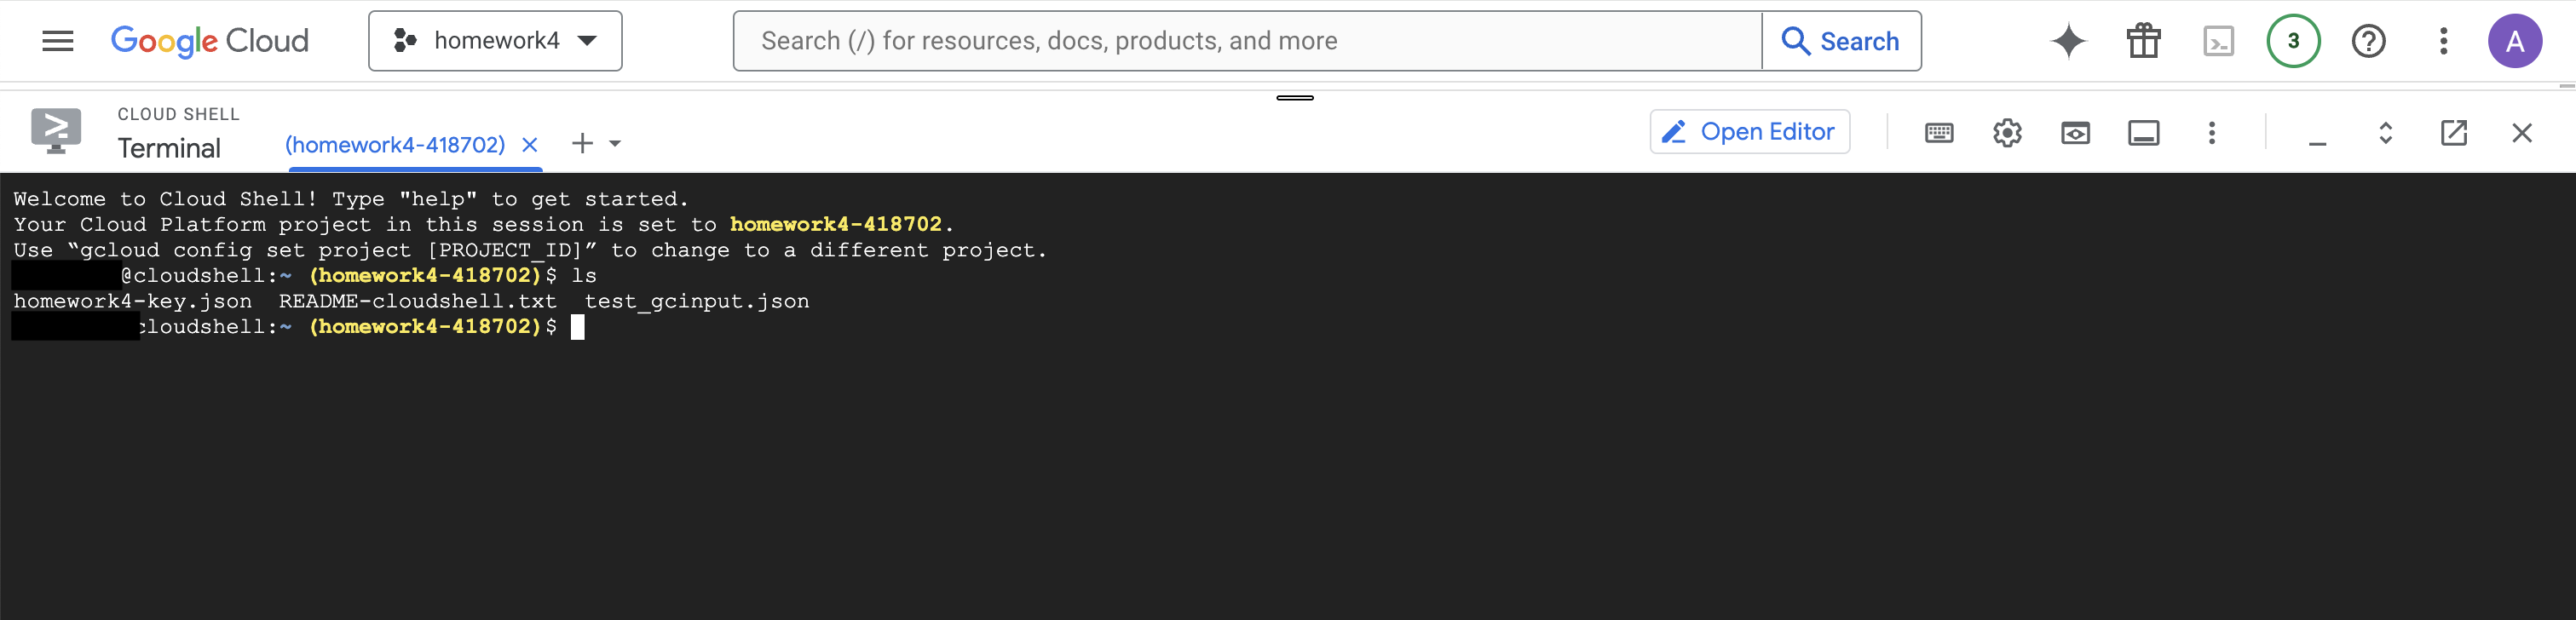 Google Cloud
homework4
Search (/) for resources, docs, products, and more
Search
3
A
CLOUD SHELL
Terminal
(homework4-418702)
Open Editor
Welcome to Cloud Shell! Type "help" to get started.
Your Cloud Platform project in this session is set to homework4-418702.
Use “gcloud config set project [PROJECT_ID]” to change to a different project.
@cloudshell:~ (homework4-418702)$ ls
homework4-key.json  README-cloudshell.txt  test_gcinput.json
cloudshell:~ (homework4-418702)$